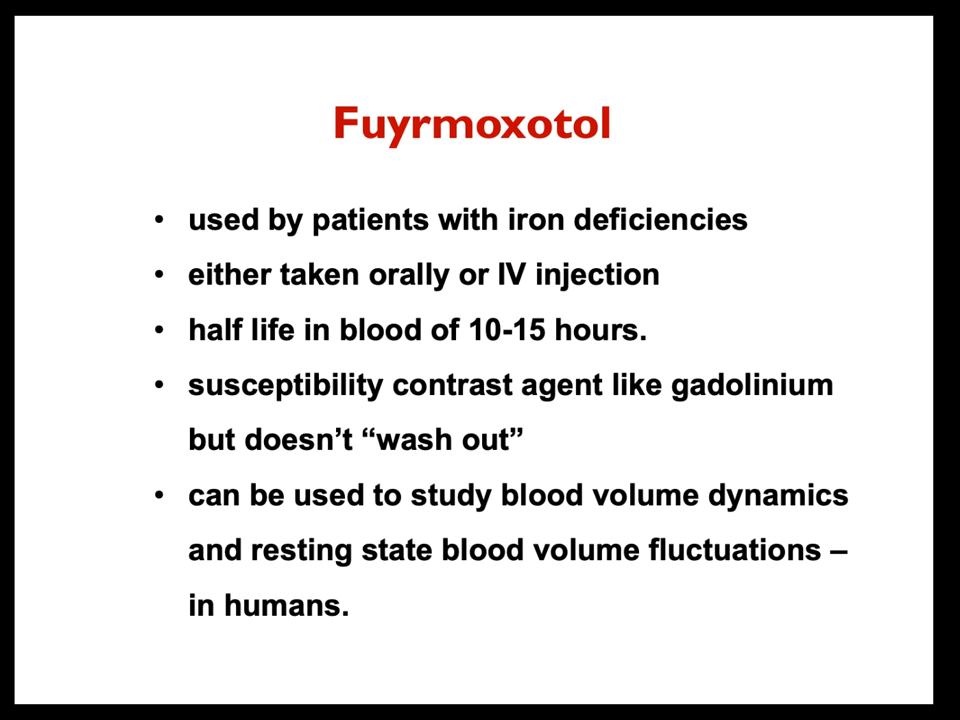 Fuyrmoxotol
• used by patients with iron deficiencies
• either taken orally or IV injection
• half life in blood of 10-15 hours.
• susceptibility contrast agent like gadolinium
but doesn’t “wash out”
• can be used to study blood volume dynamics
and resting state blood volume fluctuations –
in humans.